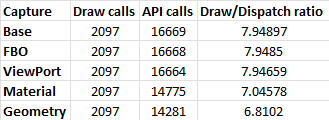 Capture Draw calls API calls Draw/Dispatch ratio
Base 2097 16669 7.94897
FBO 2097 16668 7.9485
ViewPort 2097 16664 7.94659
Material 2097 14775 7.04578
Geometry 2097 14281 6.8102